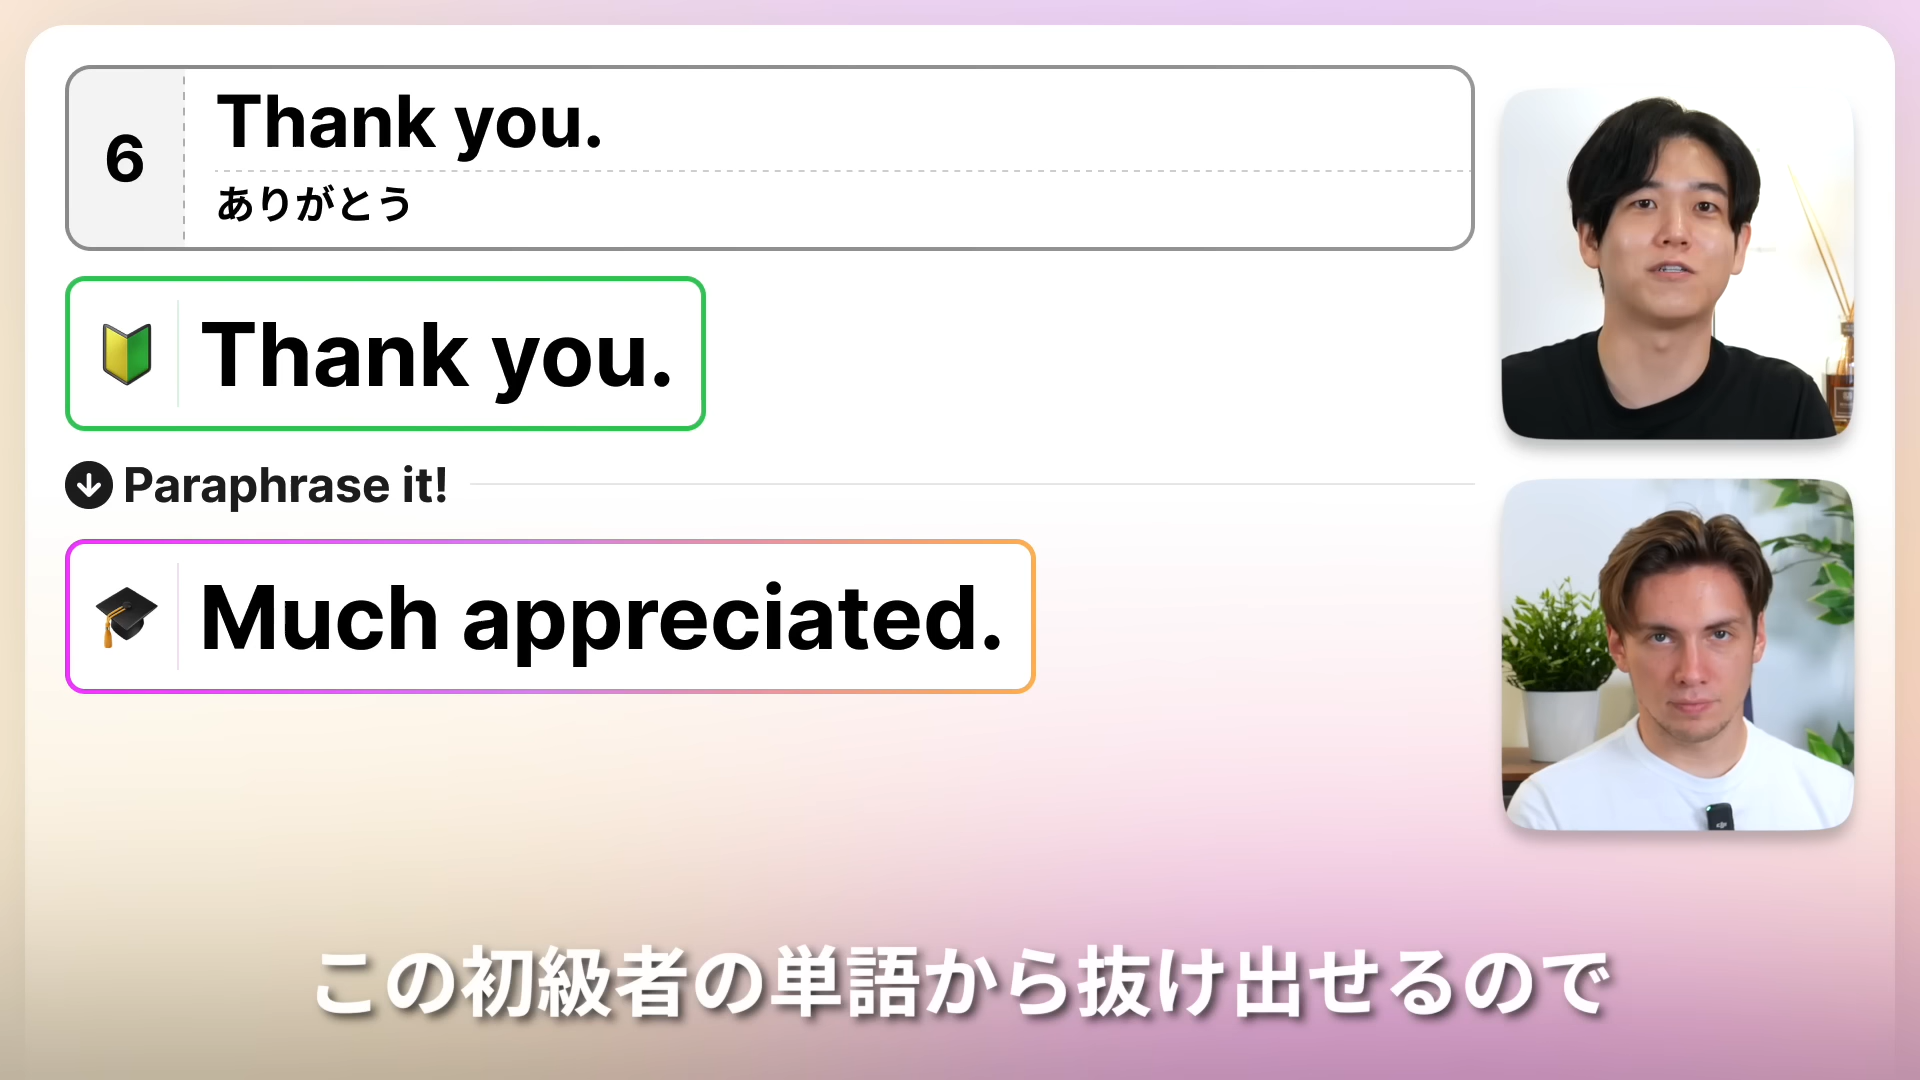 6
Thank you.
ありがとう
Thank you.
Paraphrase it!
Much appreciated.
この初級者の単語から抜け出せるので